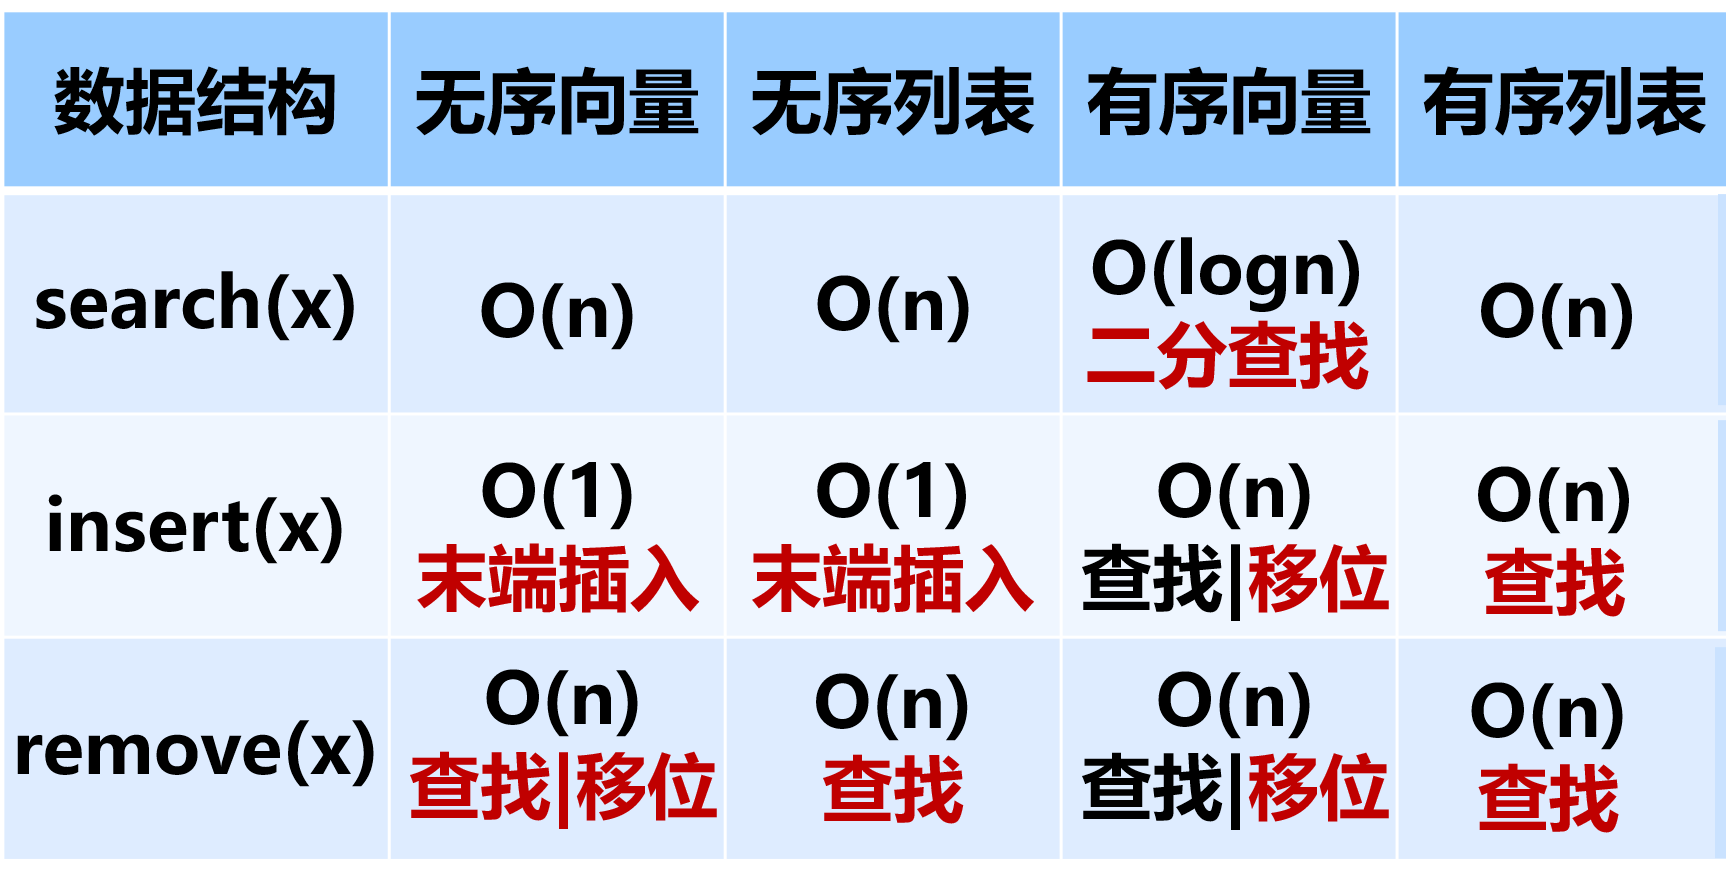 数据结构 无序向量 无序列表 有序向量 有序列表
search(x) O(n) O(n) O(logn) O(n)
二分查找
insert(x) O(1) O(1) O(n) O(n)
末端插入 末端插入 查找|移位 查找
remove(x) O(n) O(n) O(n) O(n)
查找|移位 查找 查找|移位 查找